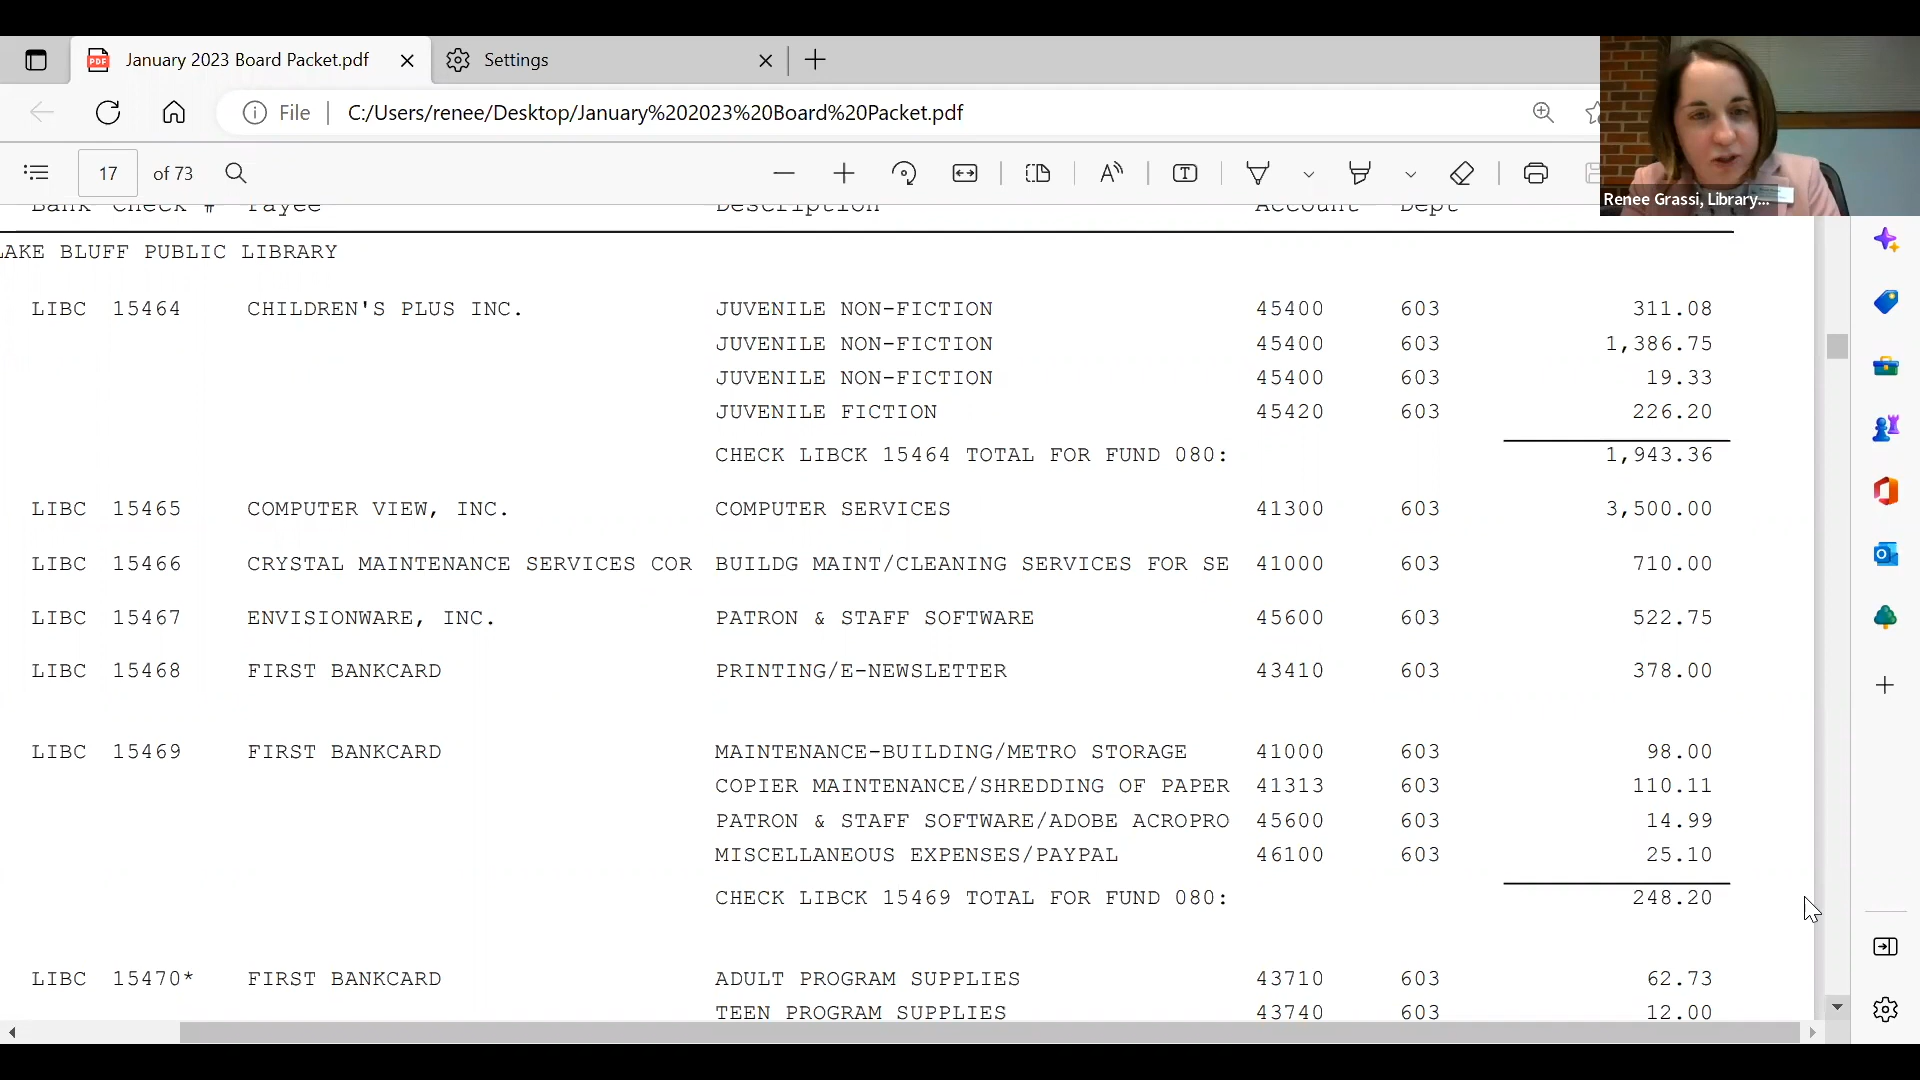 January 2023 Board Packet.pdf
Settings
File
C:/Users/renee/Desktop/January%202023%20Board%20Packet.pdf
17 of 73
Renee Grassi, Library...
Bank Check # Payee Description Account Dept
LAKE BLUFF PUBLIC LIBRARY
LIBC 15464 CHILDREN'S PLUS INC. JUVENILE NON-FICTION 45400 603 311.08
JUVENILE NON-FICTION 45400 603 1,386.75
JUVENILE NON-FICTION 45400 603 19.33
JUVENILE FICTION 45420 603 226.20
CHECK LIBCK 15464 TOTAL FOR FUND 080: 1,943.36
LIBC 15465 COMPUTER VIEW, INC. COMPUTER SERVICES 41300 603 3,500.00
LIBC 15466 CRYSTAL MAINTENANCE SERVICES COR BUILDG MAINT/CLEANING SERVICES FOR SE 41000 603 710.00
LIBC 15467 ENVISIONWARE, INC. PATRON & STAFF SOFTWARE 45600 603 522.75
LIBC 15468 FIRST BANKCARD PRINTING/E-NEWSLETTER 43410 603 378.00
LIBC 15469 FIRST BANKCARD MAINTENANCE-BUILDING/METRO STORAGE 41000 603 98.00
COPIER MAINTENANCE/SHREDDING OF PAPER 41313 603 110.11
PATRON & STAFF SOFTWARE/ADOBE ACROPRO 45600 603 14.99
MISCELLANEOUS EXPENSES/PAYPAL 46100 603 25.10
CHECK LIBCK 15469 TOTAL FOR FUND 080: 248.20
LIBC 15470* FIRST BANKCARD ADULT PROGRAM SUPPLIES 43710 603 62.73
TEEN PROGRAM SUPPLIES 43740 603 12.00